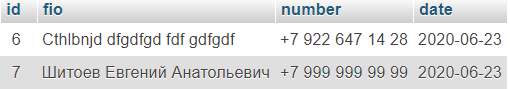 id fio number date
6 Cthlbnjd dfgdfgd fdf gdfgdf +7 922 647 14 28 2020-06-23
7 Шитоев Евгений Анатольевич +7 999 999 99 99 2020-06-23